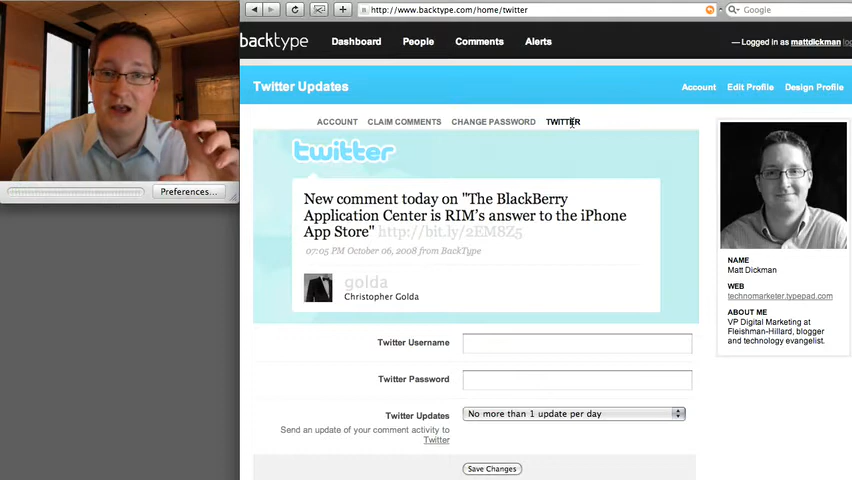 http://www.backtype.com/home/twitter
Google
backtype
Dashboard
People
Comments
Alerts
— Logged in as mattdickman
Twitter Updates
Account
Edit Profile
Design Profile
ACCOUNT
CLAIM COMMENTS
CHANGE PASSWORD
TWITTER
twitter
New comment today on "The BlackBerry
Application Center is RIM's answer to the iPhone
App Store" http://bit.ly/2EM8Z5
07:05 PM October 06, 2008 from BackType
golda
Christopher Golda
Twitter Username
Twitter Password
Twitter Updates
No more than 1 update per day
Send an update of your comment activity to
Twitter
Save Changes
NAME
Matt Dickman
WEB
technomarketer.typepad.com
ABOUT ME
VP Digital Marketing at
Fleishman-Hillard, blogger
and technology evangelist.
Preferences...